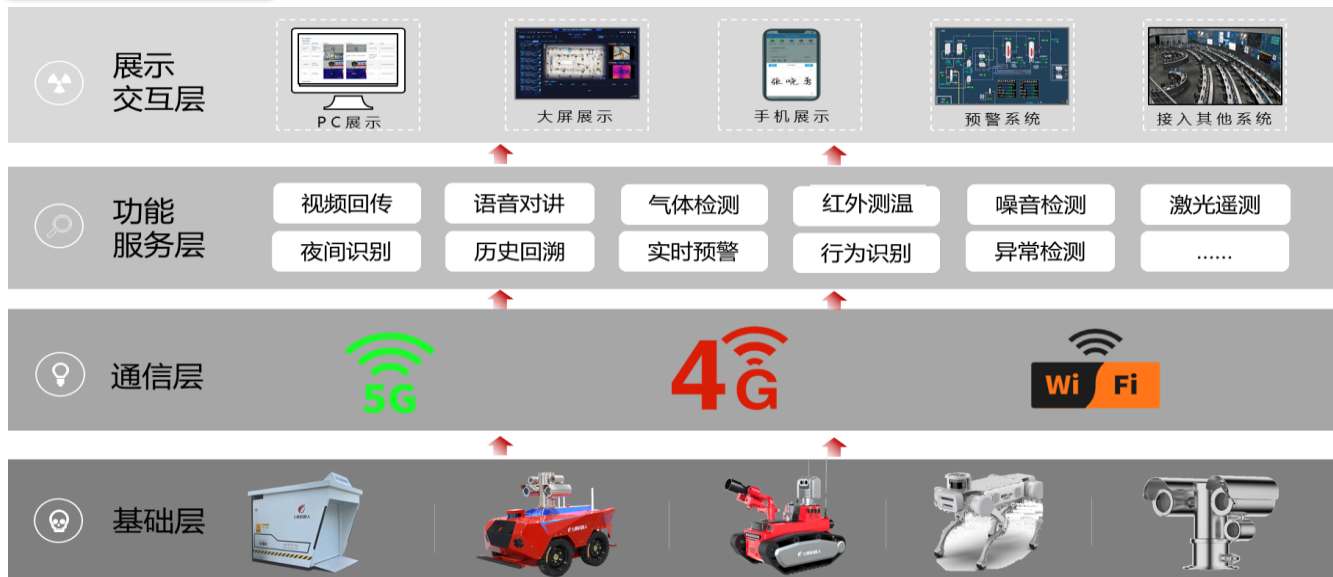 展示
交互层
张晓勇
PC展示
大屏展示
手机展示
预警系统
接入其他系统
功能
服务层
视频回传
语音对讲
气体检测
红外测温
噪音检测
激光遥测
夜间识别
历史回溯
实时预警
行为识别
异常检测
......
通信层
5G
4G
Wi Fi
基础层